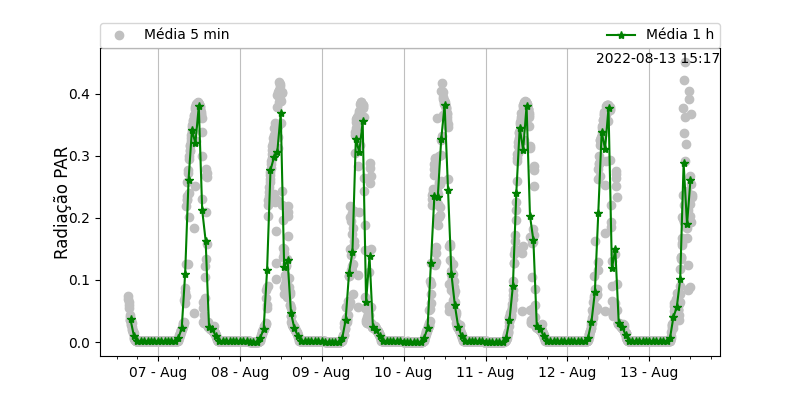 Média 5 min
Média 1 h
2022-08-13 15:17
Radiação PAR
0.4
0.3
0.2
0.1
0.0
07 - Aug
08 - Aug
09 - Aug
10 - Aug
11 - Aug
12 - Aug
13 - Aug